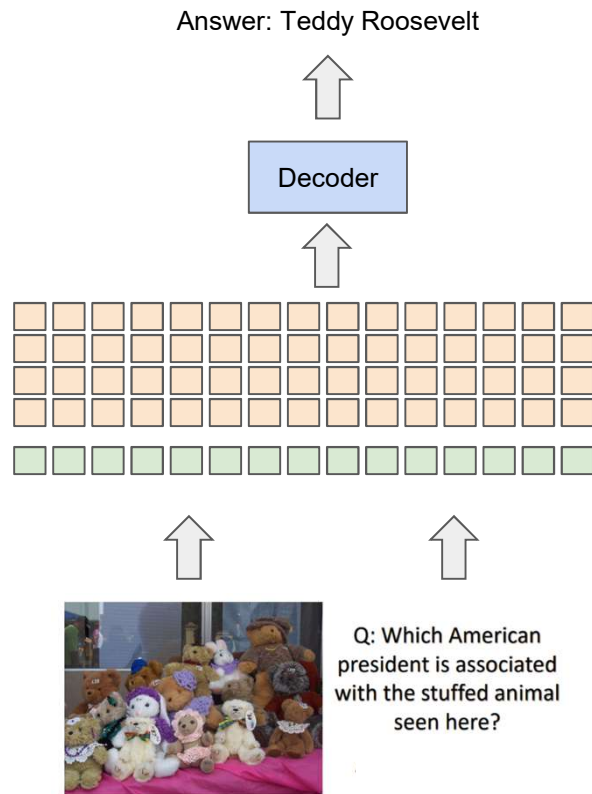 Answer: Teddy Roosevelt
Decoder
Q: Which American
president is associated
with the stuffed animal
seen here?